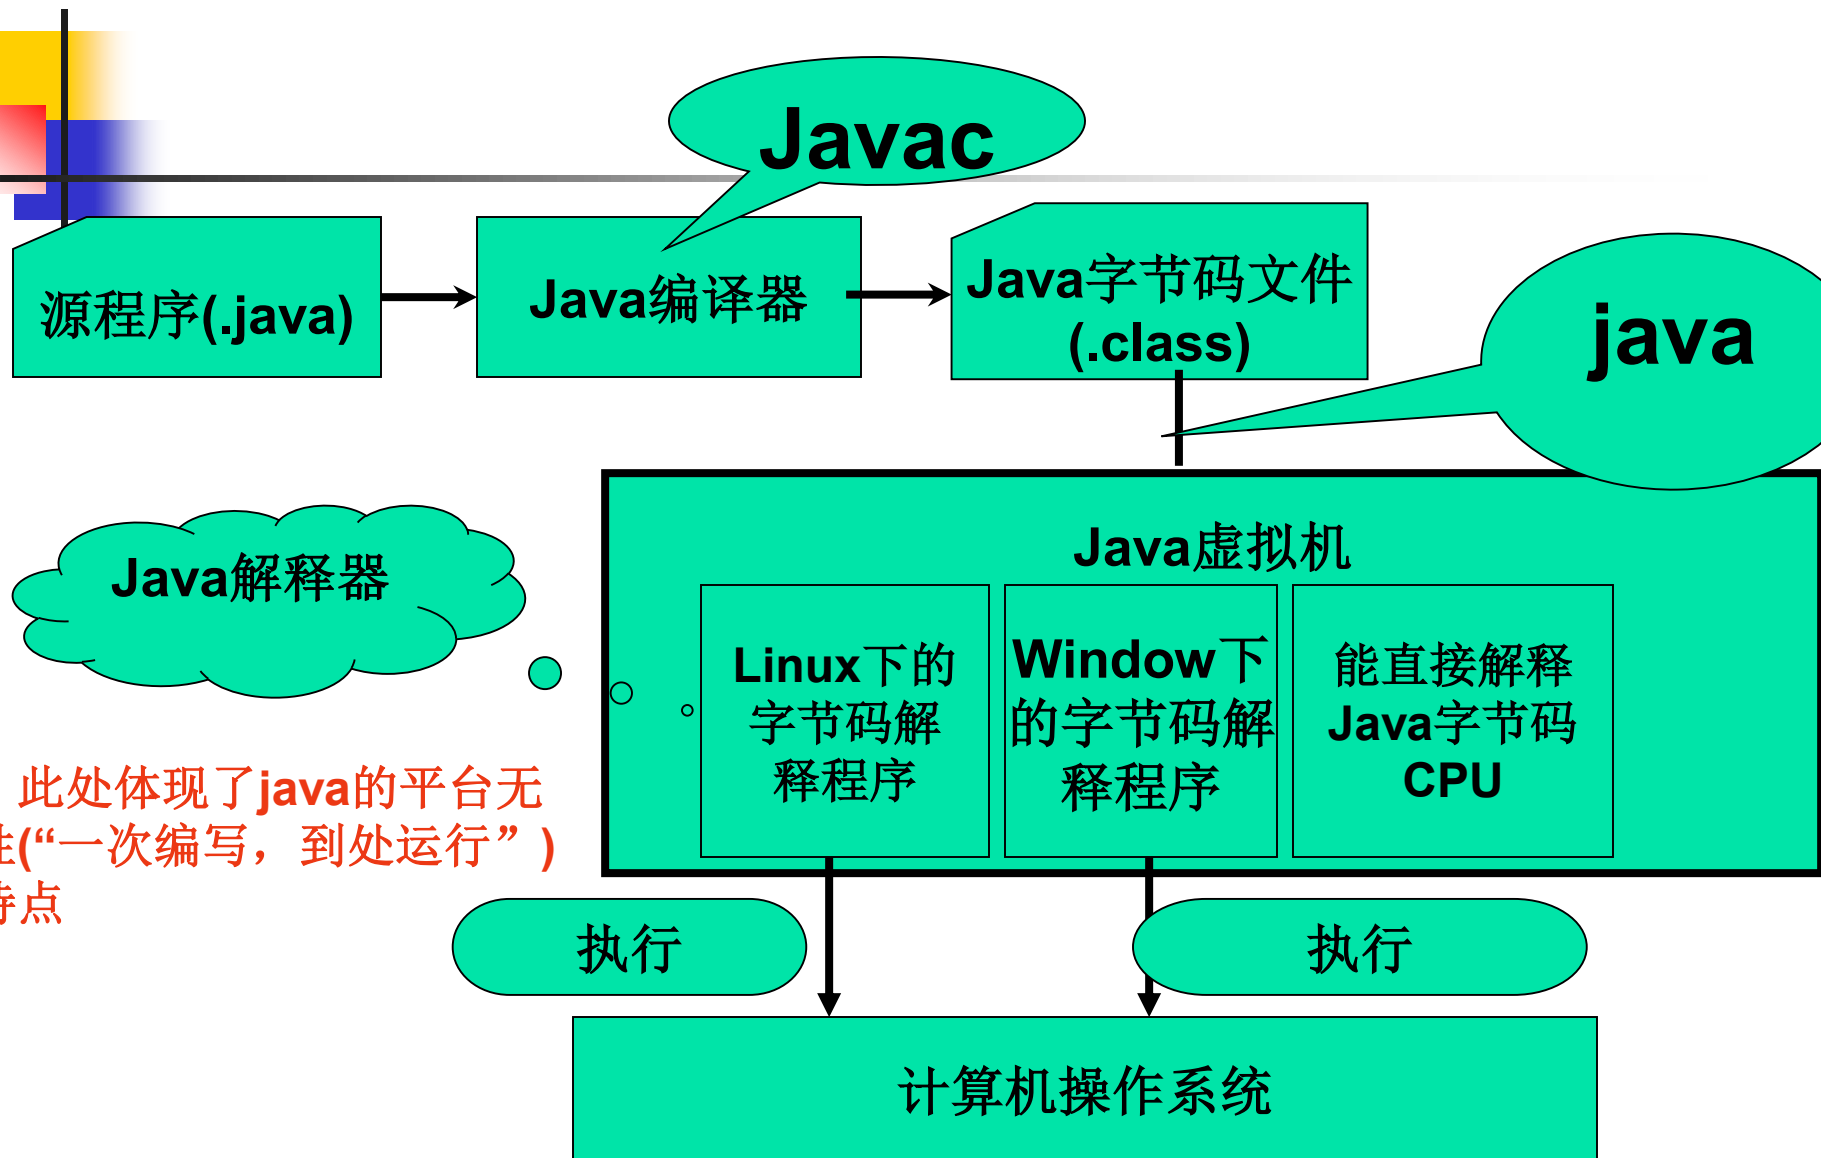 Javac
源程序(.java)
Java编译器
Java字节码文件
(.class)
java
Java解释器
Java虚拟机
Linux下的
字节码解
释程序
Window下
的字节码解
释程序
能直接解释
Java字节码
CPU
此处体现了java的平台无
性(“一次编写，到处运行”)
特点
执行
执行
计算机操作系统